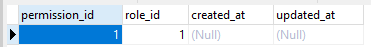 permission_id role_id created_at updated_at
1 1 (Null) (Null)